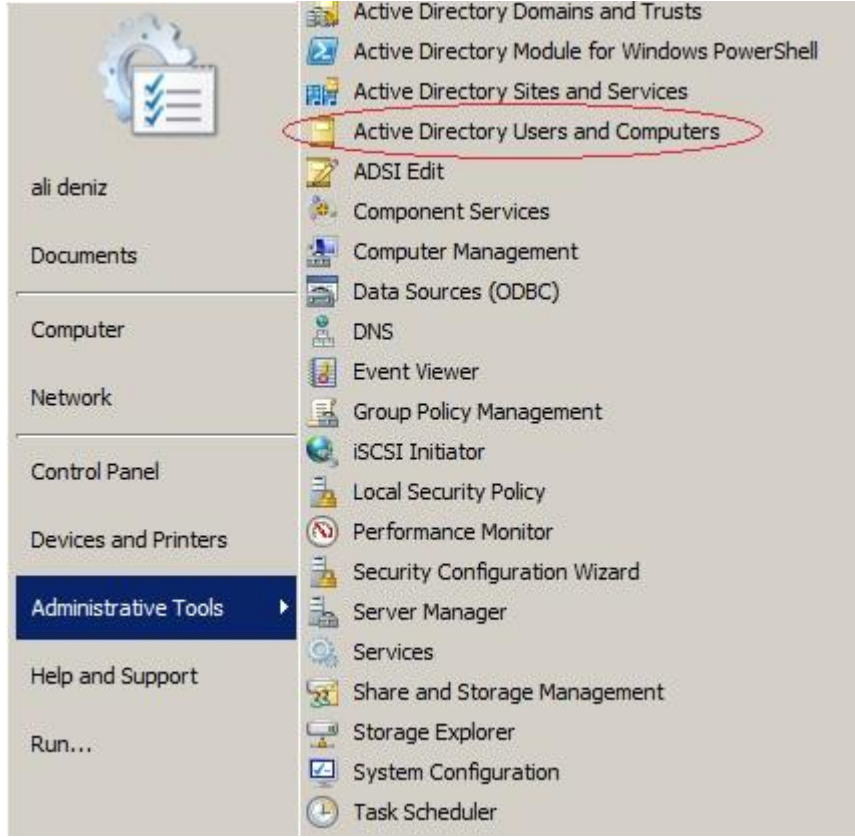 ali deniz
Documents
Computer
Network
Control Panel
Devices and Printers
Administrative Tools
Help and Support
Run...
Active Directory Domains and Trusts
Active Directory Module for Windows PowerShell
Active Directory Sites and Services
Active Directory Users and Computers
ADSI Edit
Component Services
Computer Management
Data Sources (ODBC)
DNS
Event Viewer
Group Policy Management
iSCSI Initiator
Local Security Policy
Performance Monitor
Security Configuration Wizard
Server Manager
Services
Share and Storage Management
Storage Explorer
System Configuration
Task Scheduler